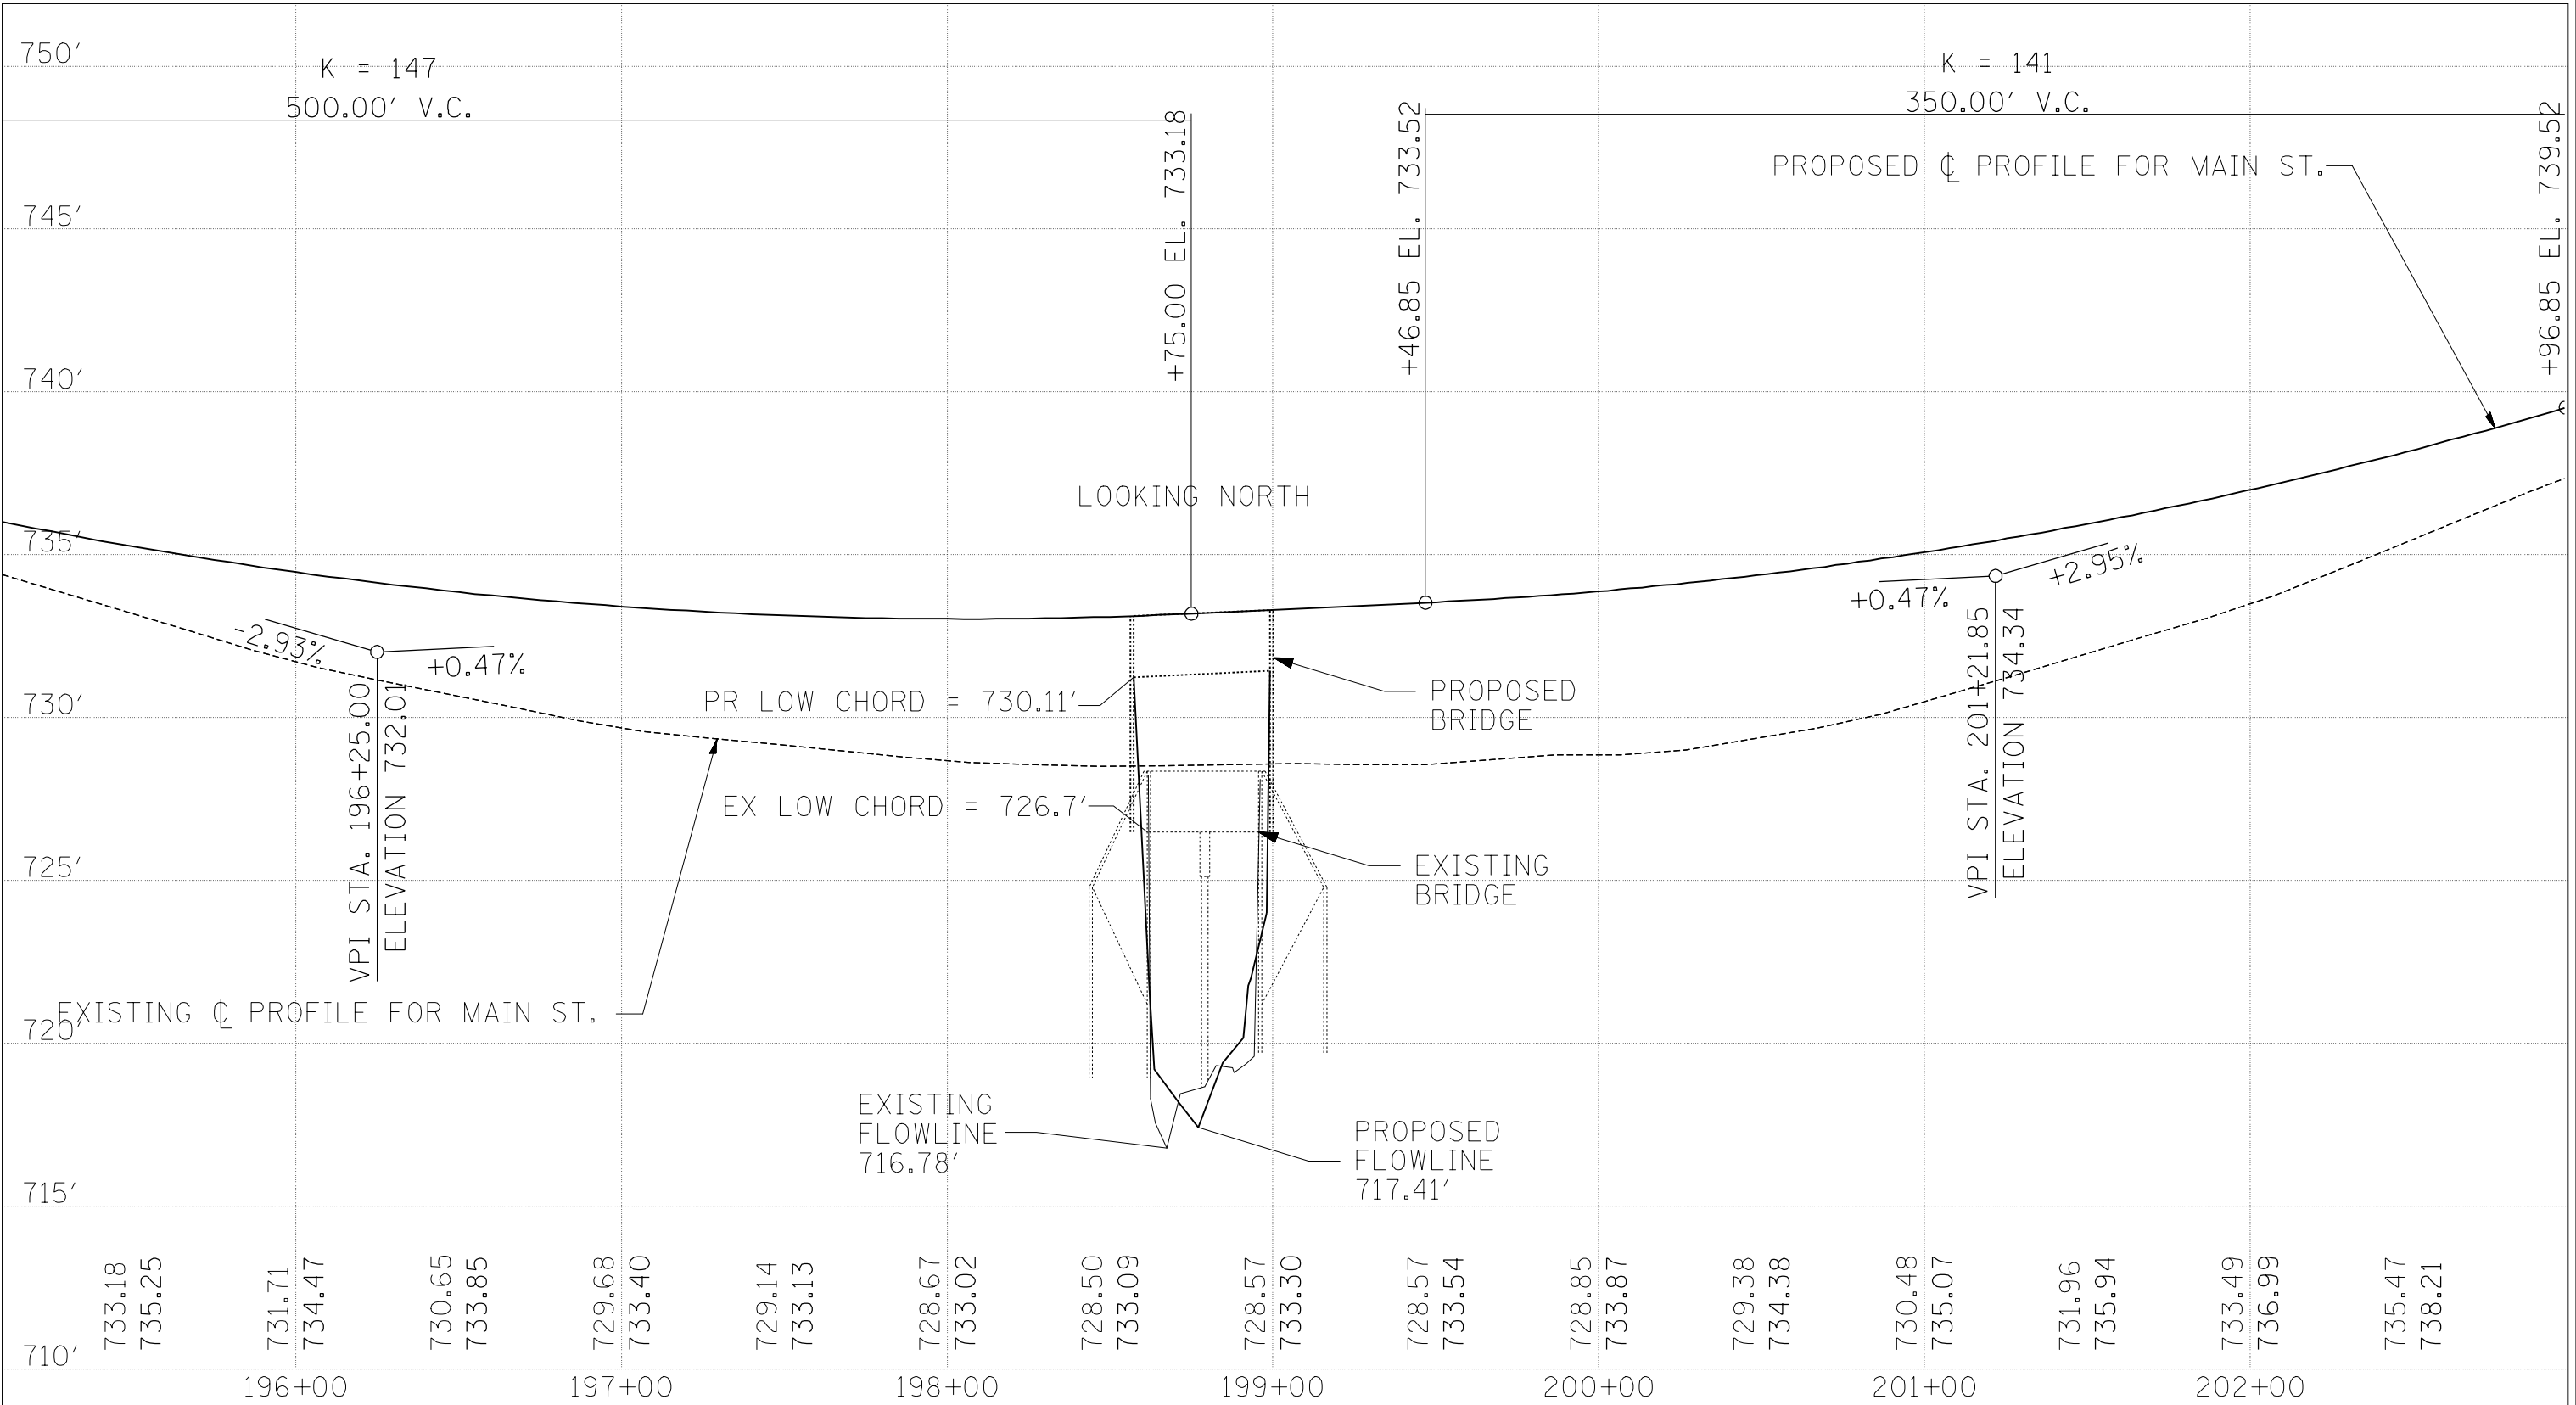 750′
K = 147
500.00′ V.C.
K = 141
350.00′ V.C.
+75.00 EL. 733.18
+46.85 EL. 733.52
+96.85 EL. 739.52
PROPOSED ℄ PROFILE FOR MAIN ST.
745′
740′
LOOKING NORTH
735′
-2.93%
+0.47%
+0.47%
+2.95%
VPI STA. 196+25.00
ELEVATION 732.01
VPI STA. 201+21.85
ELEVATION 734.34
PR LOW CHORD = 730.11′
PROPOSED
BRIDGE
730′
EX LOW CHORD = 726.7′
EXISTING
BRIDGE
725′
EXISTING ℄ PROFILE FOR MAIN ST.
720′
EXISTING
FLOWLINE
716.78′
PROPOSED
FLOWLINE
717.41′
715′
733.18
735.25
731.71
734.47
730.65
733.85
729.68
733.40
729.14
733.13
728.67
733.02
728.50
733.09
728.57
733.30
728.57
733.54
728.85
733.87
729.38
734.38
730.48
735.07
731.96
735.94
733.49
736.99
735.47
738.21
710′
196+00
197+00
198+00
199+00
200+00
201+00
202+00